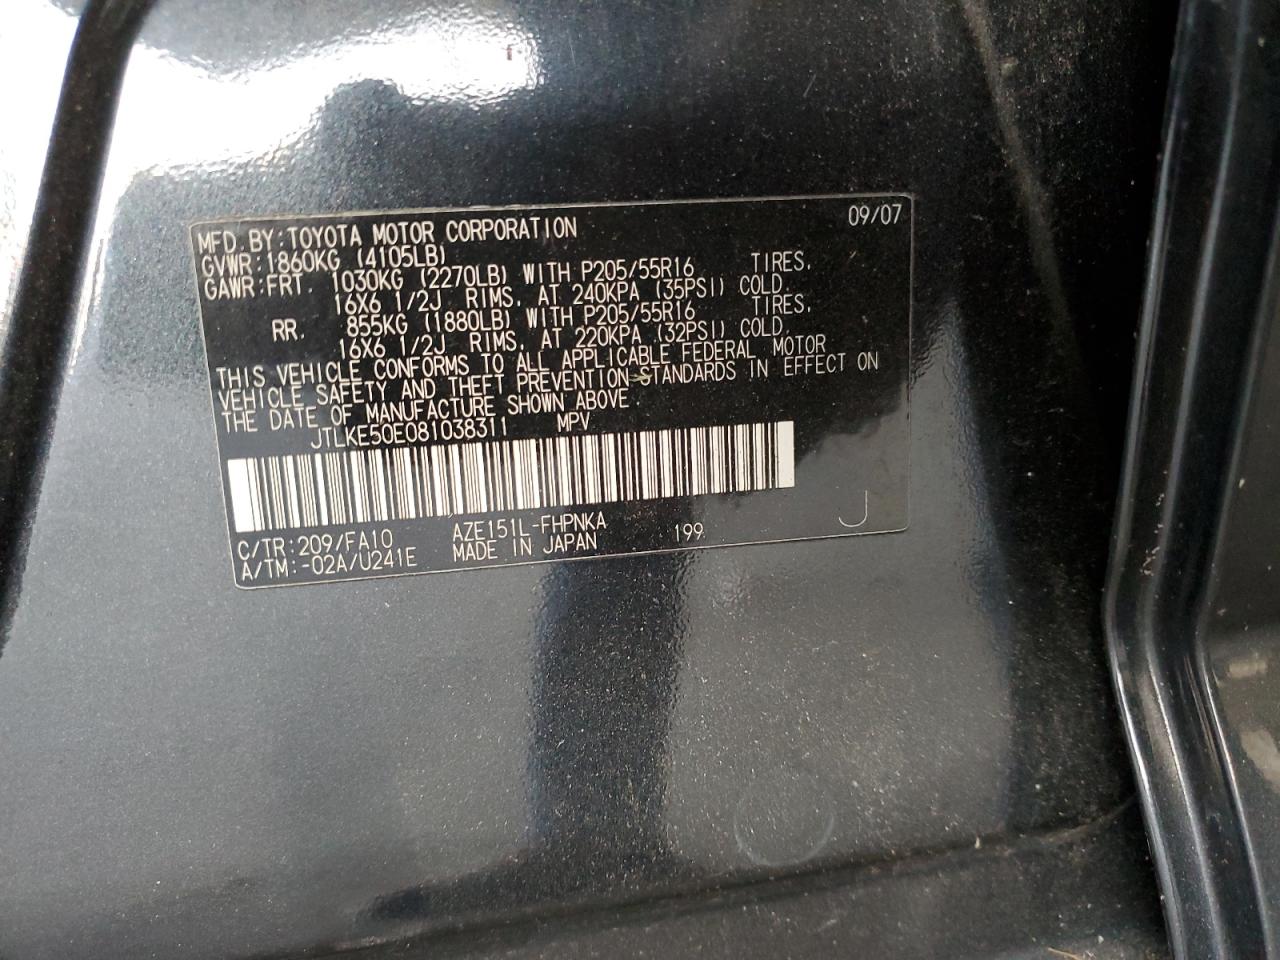 MFD. BY: TOYOTA MOTOR CORPORATION 09/07
GVWR: 1860KG (4105LB)
GAWR: FRT. 1030KG (2270LB) WITH P205/55R16 TIRES,
16X6 1/2J RIMS, AT 240KPA (35PSI) COLD.
RR. 855KG (1880LB) WITH P205/55R16 TIRES,
16X6 1/2J RIMS, AT 220KPA (32PSI) COLD.
THIS VEHICLE CONFORMS TO ALL APPLICABLE FEDERAL MOTOR
VEHICLE SAFETY AND THEFT PREVENTION STANDARDS IN EFFECT ON
THE DATE OF MANUFACTURE SHOWN ABOVE.
JTLKE50E081038311 MPV
C/TR: 209/FA10 AZE151L-FHPNKA 199 J
A/TM: -02A/U241E MADE IN JAPAN